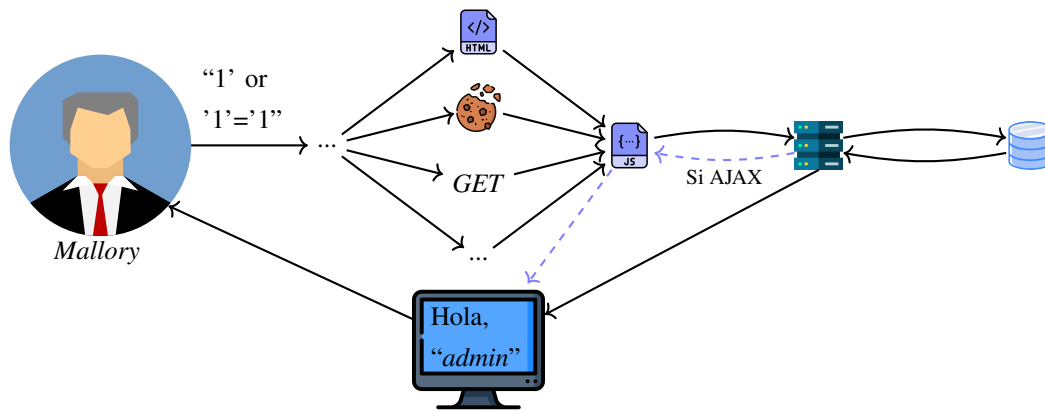 </>
HTML
“1’ or
’1’=’1”
...
{...}
JS
Si AJAX
GET
Mallory
...
Hola,
“admin”